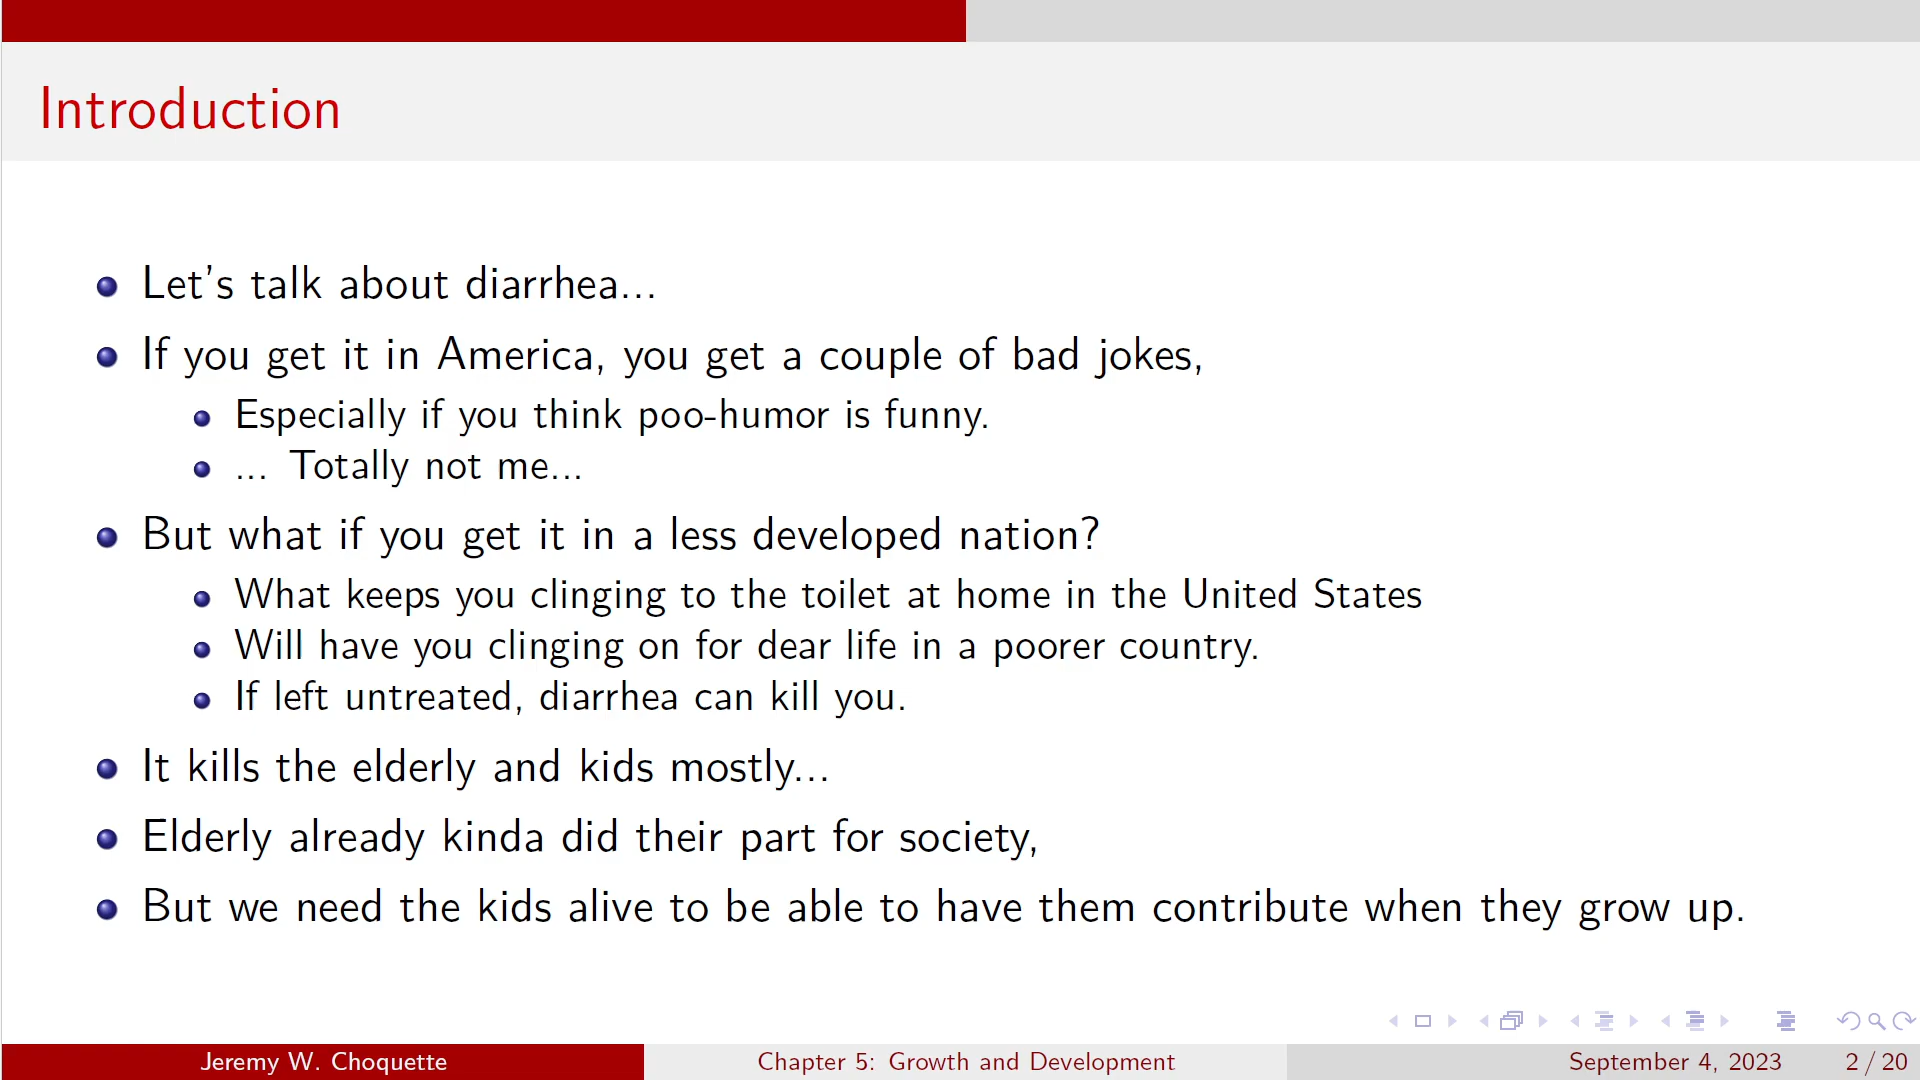 Introduction
Let's talk about diarrhea...
If you get it in America, you get a couple of bad jokes,
Especially if you think poo-humor is funny.
... Totally not me...
But what if you get it in a less developed nation?
What keeps you clinging to the toilet at home in the United States
Will have you clinging on for dear life in a poorer country.
If left untreated, diarrhea can kill you.
It kills the elderly and kids mostly...
Elderly already kinda did their part for society,
But we need the kids alive to be able to have them contribute when they grow up.
Jeremy W. Choquette
Chapter 5: Growth and Development
September 4, 2023
2 / 20